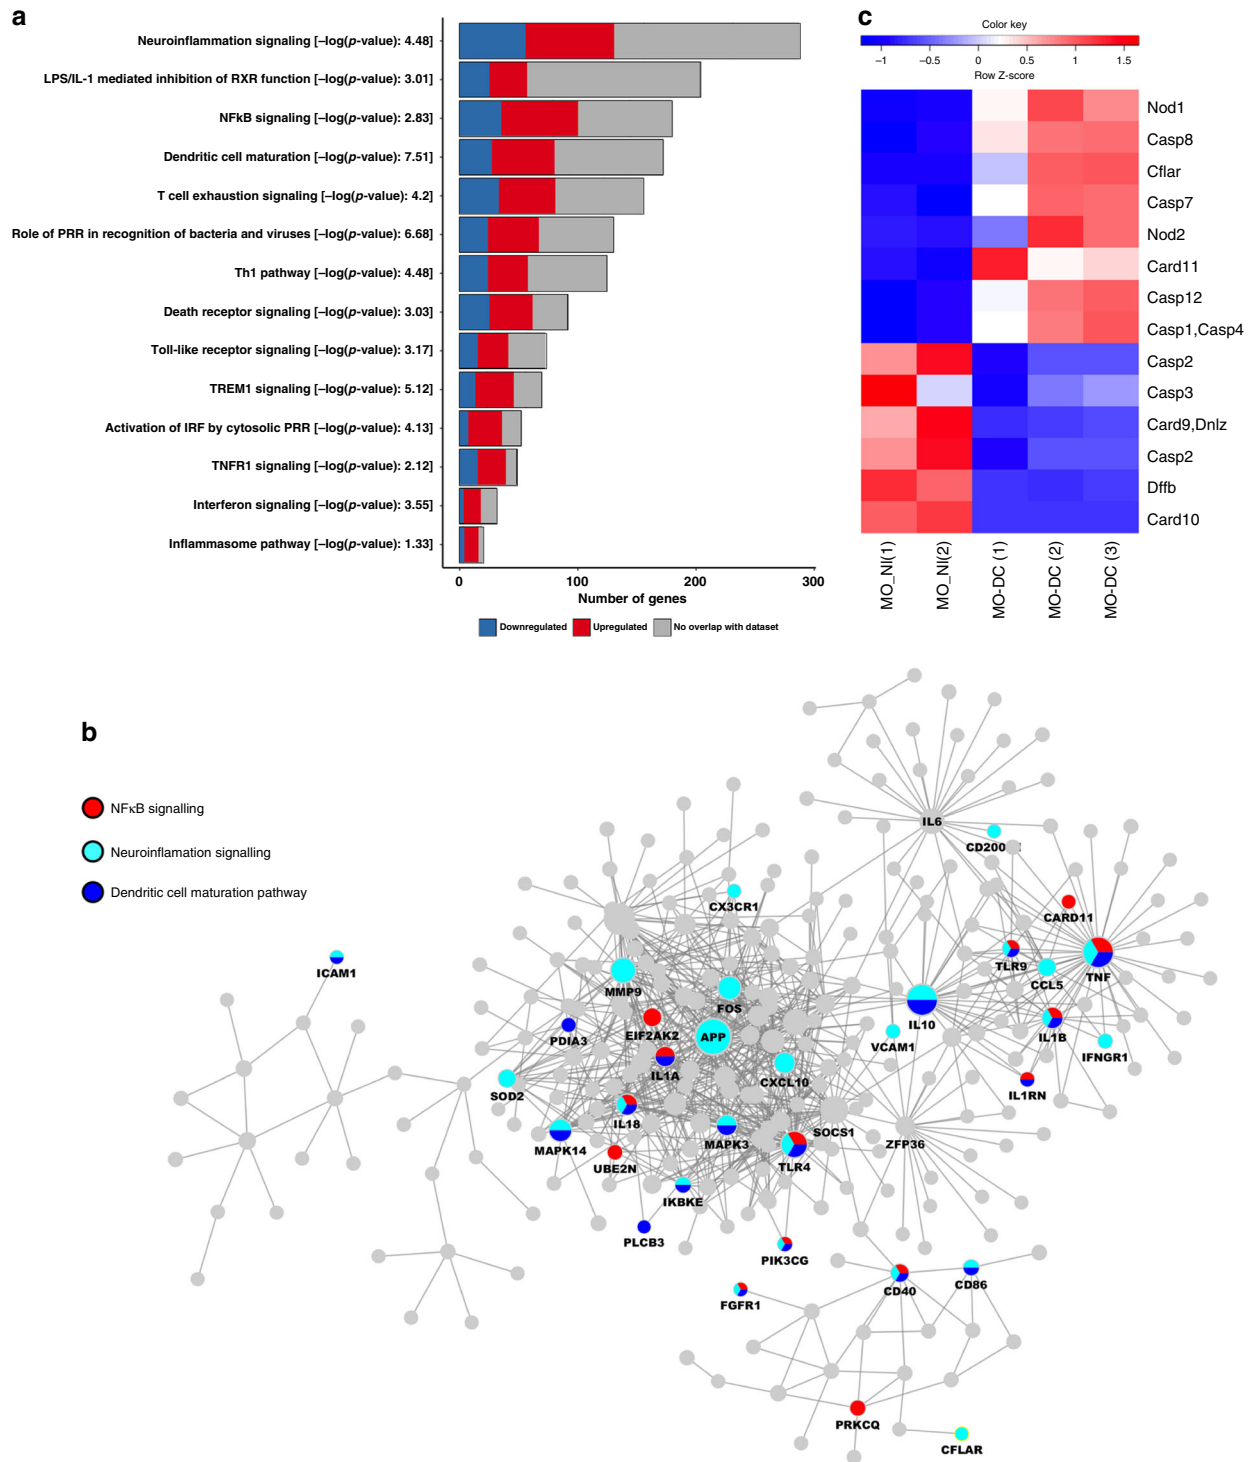 a
Neuroinflammation signaling [–log(p-value): 4.48]
LPS/IL-1 mediated inhibition of RXR function [–log(p-value): 3.01]
NFkB signaling [–log(p-value): 2.83]
Dendritic cell maturation [–log(p-value): 7.51]
T cell exhaustion signaling [–log(p-value): 4.2]
Role of PRR in recognition of bacteria and viruses [–log(p-value): 6.68]
Th1 pathway [–log(p-value): 4.48]
Death receptor signaling [–log(p-value): 3.03]
Toll-like receptor signaling [–log(p-value): 3.17]
TREM1 signaling [–log(p-value): 5.12]
Activation of IRF by cytosolic PRR [–log(p-value): 4.13]
TNFR1 signaling [–log(p-value): 2.12]
Interferon signaling [–log(p-value): 3.55]
Inflammasome pathway [–log(p-value): 1.33]
0 100 200 300
Number of genes
Downregulated Upregulated No overlap with dataset
c
Color key
–1 –0.5 0 0.5 1 1.5
Row Z-score
Nod1
Casp8
Cflar
Casp7
Nod2
Card11
Casp12
Casp1,Casp4
Casp2
Casp3
Card9,Dnlz
Casp2
Dffb
Card10
MO_NI(1)
MO_NI(2)
MO-DC (1)
MO-DC (2)
MO-DC (3)
b
NFκB signalling
Neuroinflamation signalling
Dendritic cell maturation pathway
IL6
CD200
CX3CR1
CARD11
ICAM1
TLR9
CCL5
TNF
MMP9
FOS
IL10
PDIA3
EIF2AK2
APP
VCAM1
IL1B
IFNGR1
IL1A
CXCL10
SOD2
IL1RN
IL18
SOCS1
ZFP36
MAPK14
MAPK3
UBE2N
TLR4
IKBKE
PLCB3
PIK3CG
FGFR1
CD40
CD86
PRKCQ
CFLAR